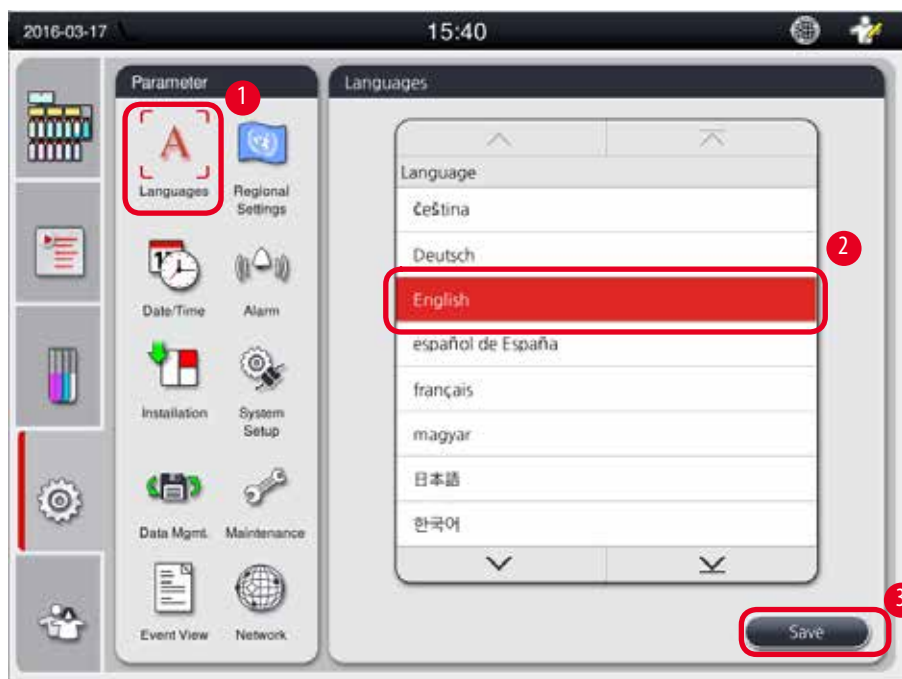 2016-03-17
15:40
Parameter
1
Languages
A
Languages
Regional
Settings
Date/Time
Alarm
Installation
System
Setup
Data Mgmt.
Maintenance
Event View
Network
Language
čeština
Deutsch
2
English
español de España
français
magyar
日本語
한국어
3
Save